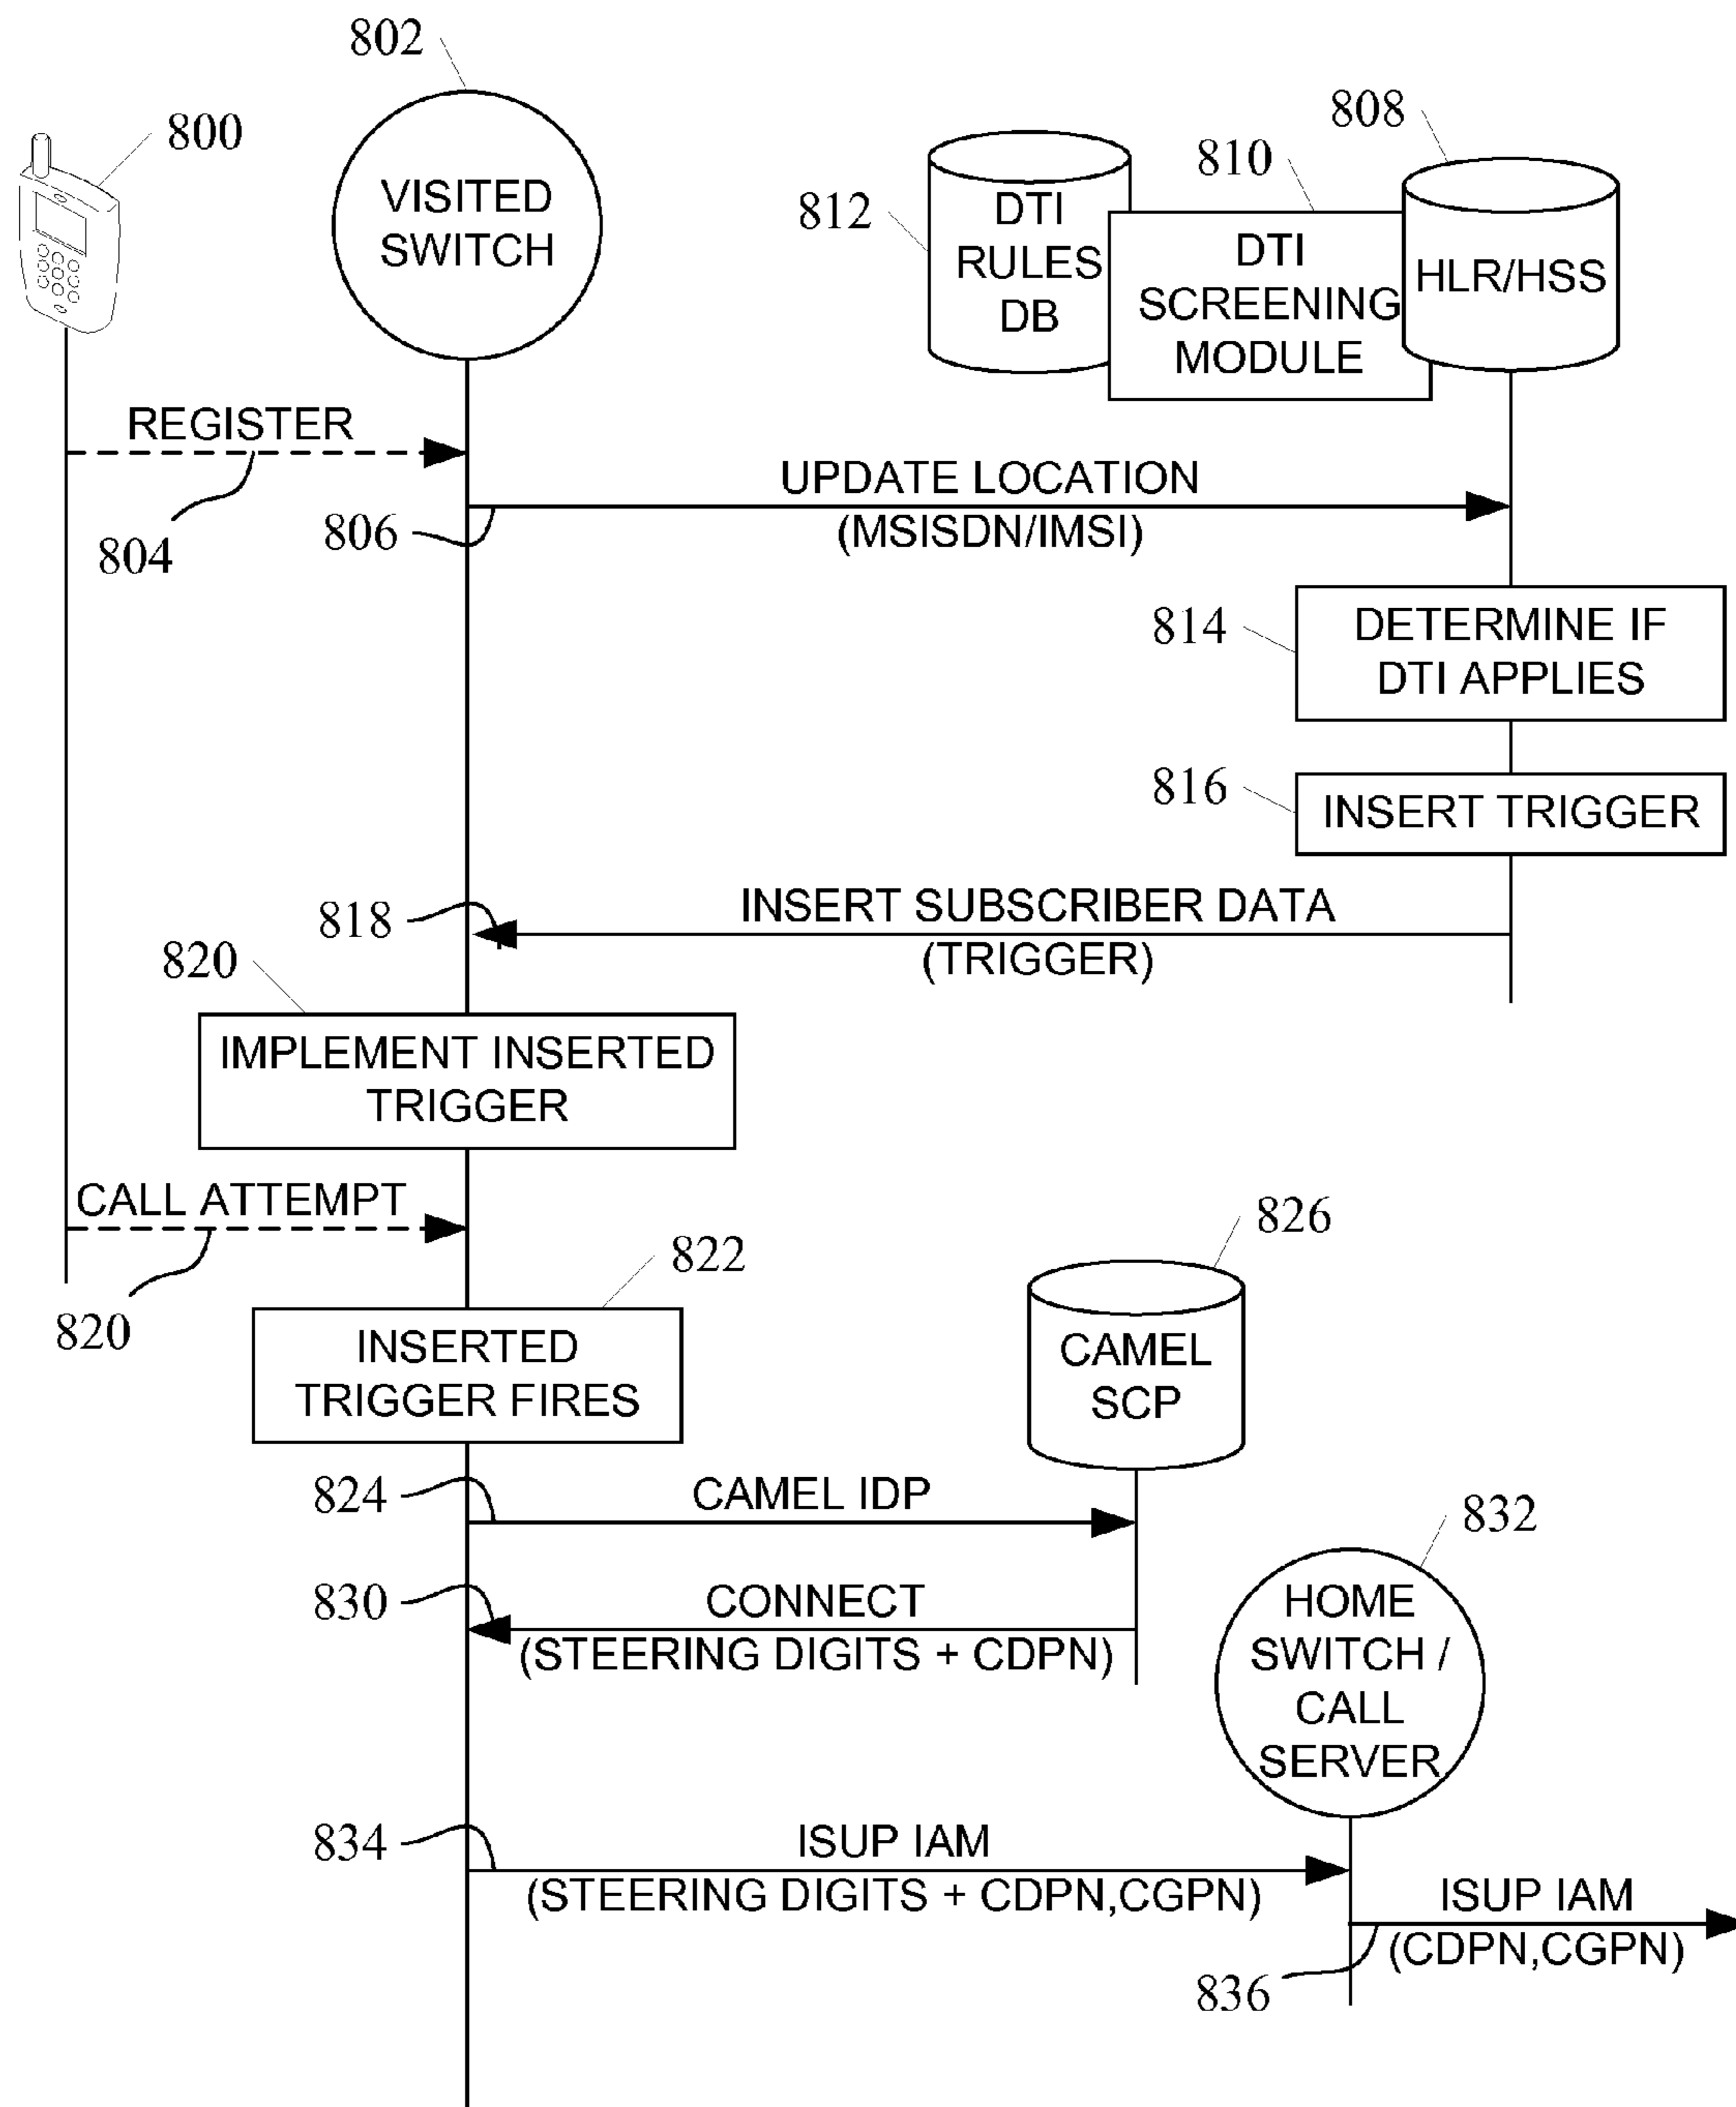 802
800
VISITED
SWITCH
808
810
812
DTI
RULES
DB
DTI
SCREENING
MODULE
HLR/HSS
REGISTER
804
UPDATE LOCATION
(MSISDN/IMSI)
806
814
DETERMINE IF
DTI APPLIES
816
INSERT TRIGGER
818
INSERT SUBSCRIBER DATA
(TRIGGER)
820
IMPLEMENT INSERTED
TRIGGER
CALL ATTEMPT
820
822
INSERTED
TRIGGER FIRES
826
CAMEL
SCP
824
CAMEL IDP
830
CONNECT
(STEERING DIGITS + CDPN)
832
HOME
SWITCH /
CALL
SERVER
834
ISUP IAM
(STEERING DIGITS + CDPN,CGPN)
ISUP IAM
(CDPN,CGPN)
836